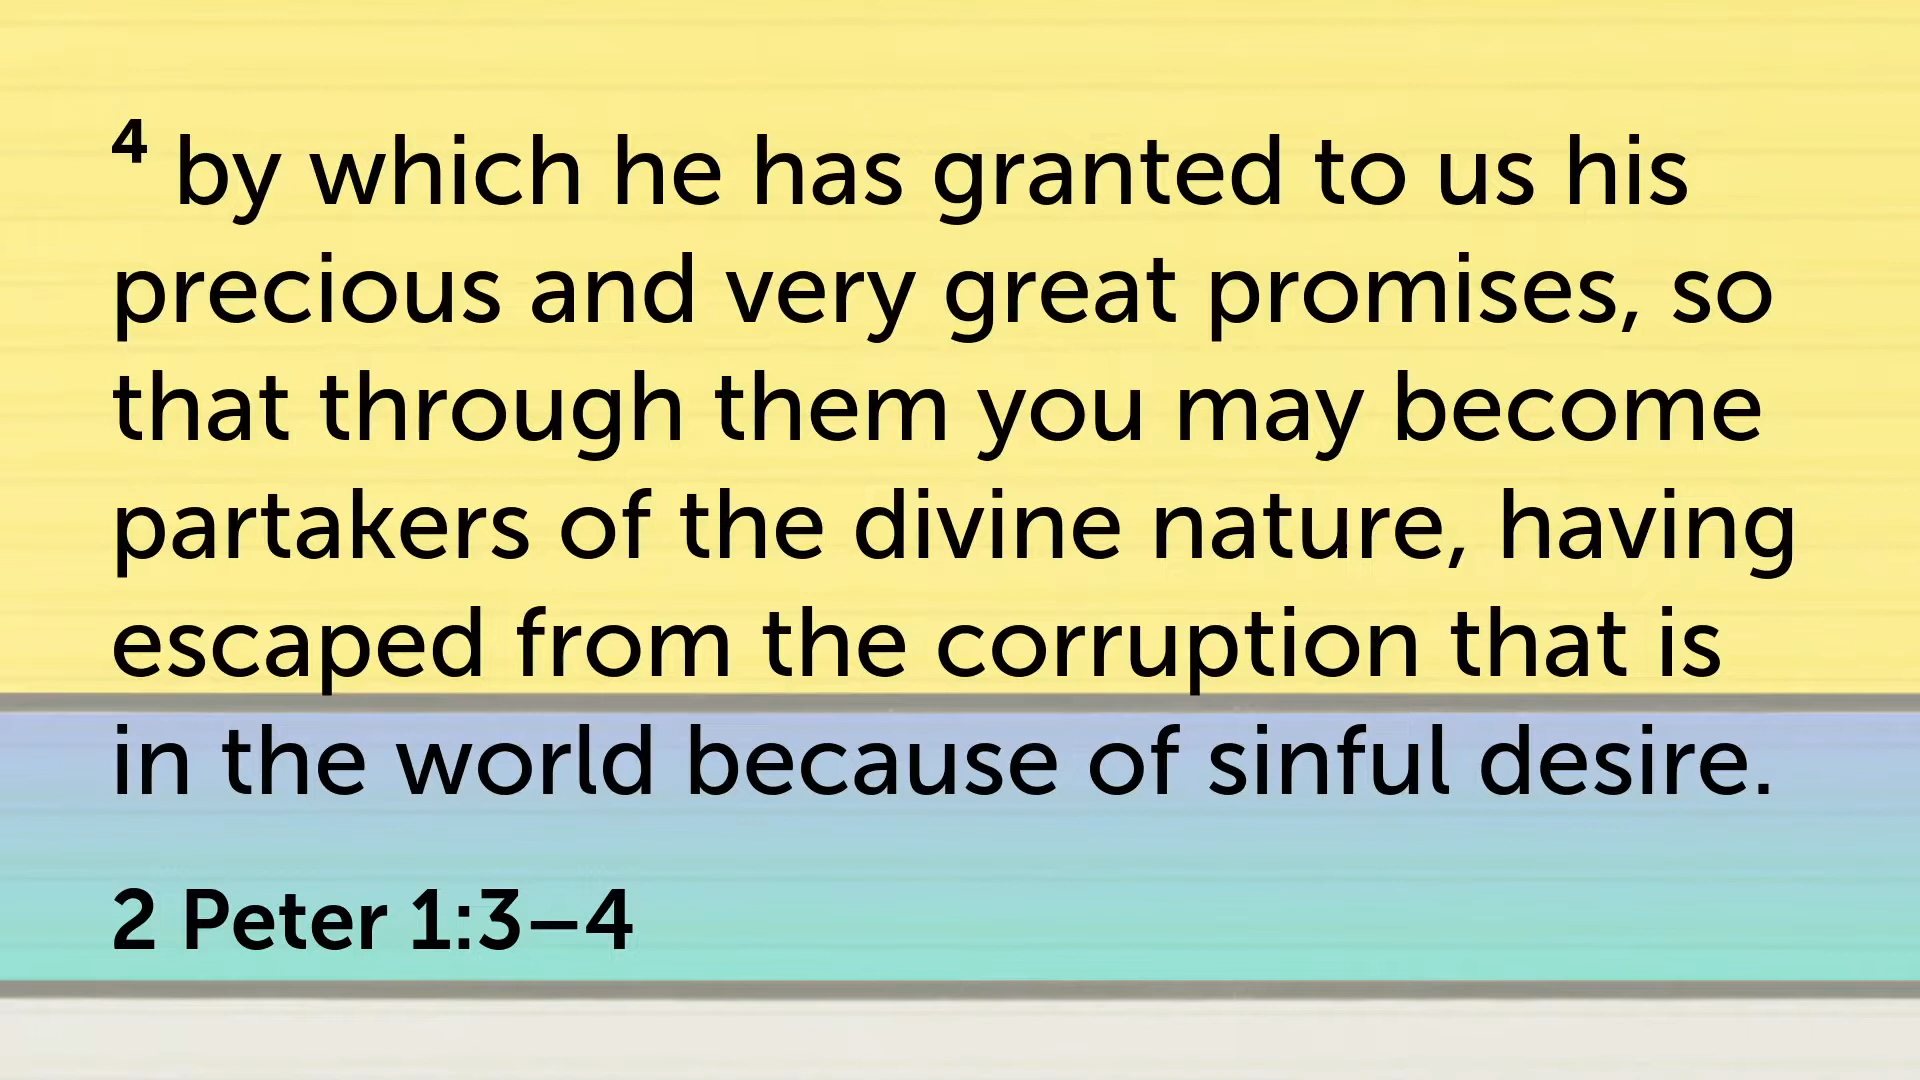 4 by which he has granted to us his
precious and very great promises, so
that through them you may become
partakers of the divine nature, having
escaped from the corruption that is
in the world because of sinful desire.
2 Peter 1:3–4